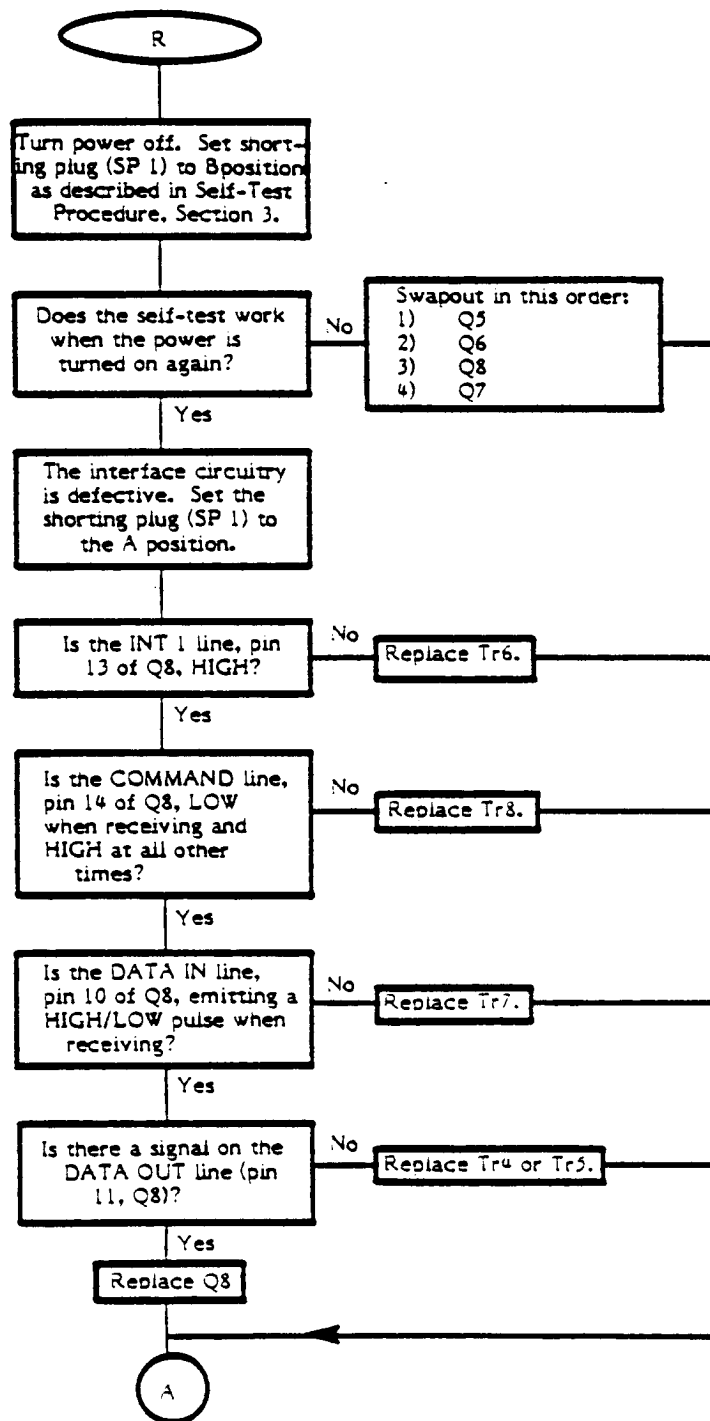 R
Turn power off. Set short-
ing plug (SP 1) to Bposition
as described in Self-Test
Procedure, Section 3.
Does the self-test work
when the power is
turned on again?
No
Swapout in this order:
1) Q5
2) Q6
3) Q8
4) Q7
Yes
The interface circuitry
is defective. Set the
shorting plug (SP 1) to
the A position.
Is the INT 1 line, pin
13 of Q8, HIGH?
No
Replace Tr6.
Yes
Is the COMMAND line,
pin 14 of Q8, LOW
when receiving and
HIGH at all other
times?
No
Replace Tr8.
Yes
Is the DATA IN line,
pin 10 of Q8, emitting a
HIGH/LOW pulse when
receiving?
No
Replace Tr7.
Yes
Is there a signal on the
DATA OUT line (pin
11, Q8)?
No
Replace Tr4 or Tr5.
Yes
Replace Q8
A